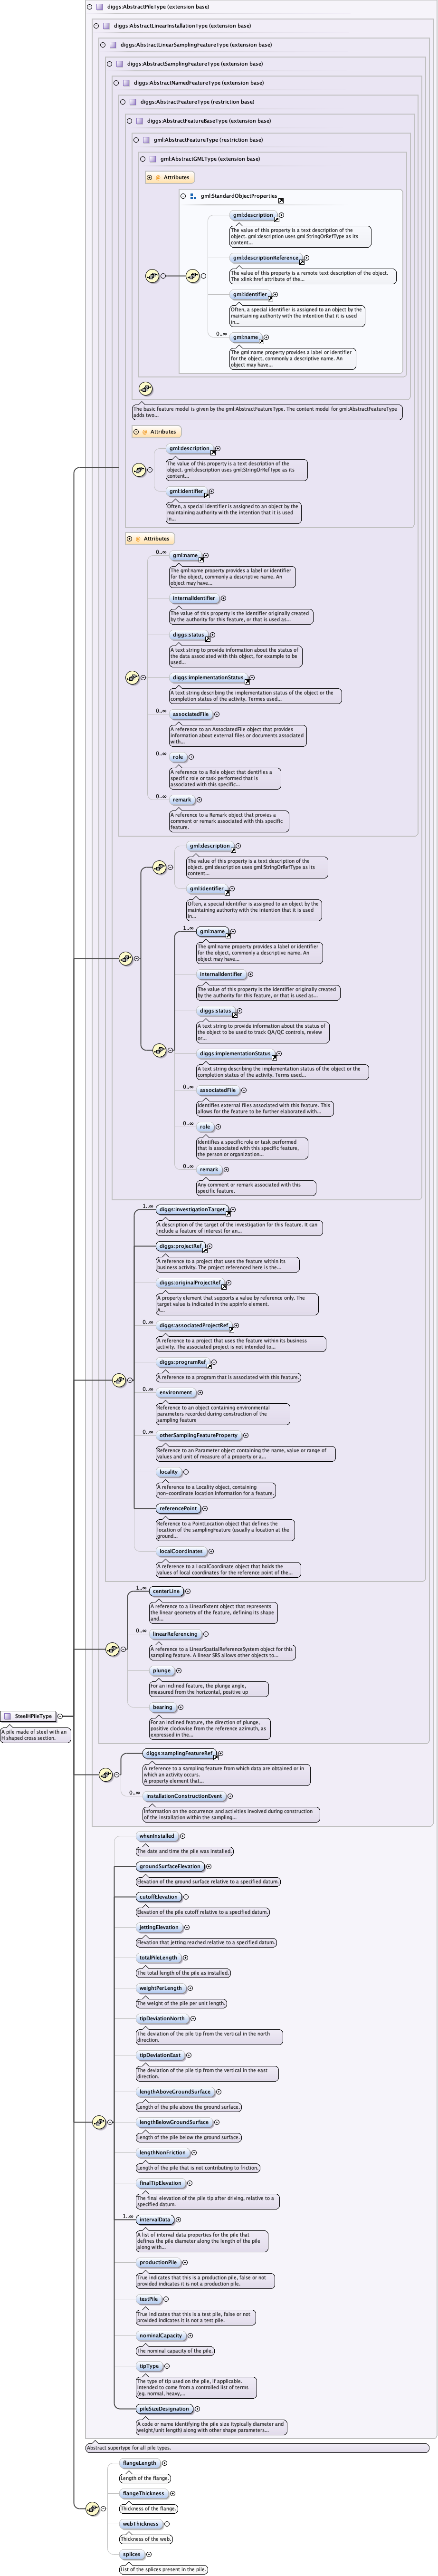 diggs:AbstractPileType (extension base)
diggs:AbstractLinearInstallationType (extension base)
diggs:AbstractLinearSamplingFeatureType (extension base)
diggs:AbstractSamplingFeatureType (extension base)
diggs:AbstractNamedFeatureType (extension base)
diggs:AbstractFeatureType (restriction base)
diggs:AbstractFeatureBaseType (extension base)
gml:AbstractFeatureType (restriction base)
gml:AbstractGMLType (extension base)
Attributes
gml:StandardObjectProperties
gml:description
The value of this property is a text description of the
object. gml:description uses gml:StringOrRefType as its
content...
gml:descriptionReference
The value of this property is a remote text description of the object.
The xlink:href attribute of the...
gml:identifier
Often, a special identifier is assigned to an object by the
maintaining authority with the intention that it is used
in...
0..∞
gml:name
The gml:name property provides a label or identifier
for the object, commonly a descriptive name. An
object may have...
The basic feature model is given by the gml:AbstractFeatureType. The content model for gml:AbstractFeatureType
adds two...
Attributes
gml:description
The value of this property is a text description of the
object. gml:description uses gml:StringOrRefType as its
content...
gml:identifier
Often, a special identifier is assigned to an object by the
maintaining authority with the intention that it is used
in...
Attributes
0..∞
gml:name
The gml:name property provides a label or identifier
for the object, commonly a descriptive name. An
object may have...
internalIdentifier
The value of this property is the identifier originally created
by the authority for this feature, or that is used as...
diggs:status
A text string to provide information about the status of the
data associated with this object, for example to be
used...
diggs:implementationStatus
A text string describing the implementation status of the object or the
completion status of the activity. Termes used...
0..∞
associatedFile
A reference to an AssociatedFile object that provides
information about external files or documents associated
with...
0..∞
role
A reference to a Role object that dentifies a
specific role or task performed that is
associated with this specific...
0..∞
remark
A reference to a Remark object that provies a
comment or remark associated with this specific
feature.
gml:description
The value of this property is a text description of the
object. gml:description uses gml:StringOrRefType as its
content...
gml:identifier
Often, a special identifier is assigned to an object by the
maintaining authority with the intention that it is used
in...
1..∞
gml:name
The gml:name property provides a label or identifier
for the object, commonly a descriptive name. An
object may have...
internalIdentifier
The value of this property is the identifier originally created
by the authority for this feature, or that is used as...
diggs:status
A text string to provide information about the status
of the object to be used to track QA/QC controls, review
or...
diggs:implementationStatus
A text string describing the implementation status of the object or the
completion status of the activity. Terms used...
0..∞
associatedFile
Identifies external files associated with this feature. This
allows for the feature to be further elaborated with...
0..∞
role
Identifies a specific role or task performed
that is associated with this specific feature,
the person or organization...
0..∞
remark
Any comment or remark associated with this
specific feature.
1..∞
diggs:investigationTarget
A description of the target of the investigation for this feature. It can
include a feature of interest for an...
diggs:projectRef
A reference to a project that uses the feature within its
business activity. The project referenced here is the...
diggs:originalProjectRef
A property element that supports a value by reference only. The
target value is indicated in the appinfo element.
A...
0..∞
diggs:associatedProjectRef
A reference to a project that uses the feature within its business
activity. The associated project is not intended to...
diggs:programRef
A reference to a program that is associated with this feature.
0..∞
environment
Reference to an object containing environmental
parameters recorded during construction of the
sampling feature
0..∞
otherSamplingFeatureProperty
Reference to an Parameter object containing the name, value or range of
values and unit of measure of a property or a...
locality
A reference to a Locality object, containing
non-coordinate location information for a feature.
referencePoint
Reference to a PointLocation object that defines the
location of the samplingFeature (usually a location at the
ground...
localCoordinates
A reference to a LocalCoordinate object that holds the
values of local coordinates for the reference point of the...
1..∞
centerLine
A reference to a LinearExtent object that represents
the linear geometry of the feature, defining its shape
and...
0..∞
linearReferencing
A reference to a LinearSpatialReferenceSystem object for this
sampling feature. A linear SRS allows other objects to...
plunge
For an inclined feature, the plunge angle,
measured from the horizontal, positive up
bearing
For an inclined feature, the direction of plunge,
positive clockwise from the reference azimuth, as
expressed in the...
SteelHPileType
A pile made of steel with an
H shaped cross section.
diggs:samplingFeatureRef
A reference to a sampling feature from which data are obtained or in
which an activity occurs.
A property element that...
0..∞
installationConstructionEvent
Information on the occurrence and activities involved during construction
of the installation within the sampling...
whenInstalled
The date and time the pile was installed.
groundSurfaceElevation
Elevation of the ground surface relative to a specified datum.
cutoffElevation
Elevation of the pile cutoff relative to a specified datum.
jettingElevation
Elevation that jetting reached relative to a specified datum.
totalPileLength
The total length of the pile as installed.
weightPerLength
The weight of the pile per unit length.
tipDeviationNorth
The deviation of the pile tip from the vertical in the north
direction.
tipDeviationEast
The deviation of the pile tip from the vertical in the east
direction.
lengthAboveGroundSurface
Length of the pile above the ground surface.
lengthBelowGroundSurface
Length of the pile below the ground surface.
lengthNonFriction
Length of the pile that is not contributing to friction.
finalTipElevation
The final elevation of the pile tip after driving, relative to a
specified datum.
1..∞
intervalData
A list of interval data properties for the pile that
defines the pile diameter along the length of the pile
along with...
productionPile
True indicates that this is a production pile, false or not
provided indicates it is not a production pile.
testPile
True indicates that this is a test pile, false or not
provided indicates it is not a test pile.
nominalCapacity
The nominal capacity of the pile.
tipType
The type of tip used on the pile, if applicable.
Intended to come from a controlled list of terms
(eg. normal, heavy,...
pileSizeDesignation
A code or name identifying the pile size (typically diameter and
weight/unit length) along with other shape parameters...
Abstract supertype for all pile types.
flangeLength
Length of the flange.
flangeThickness
Thickness of the flange.
webThickness
Thickness of the web.
splices
List of the splices present in the pile.